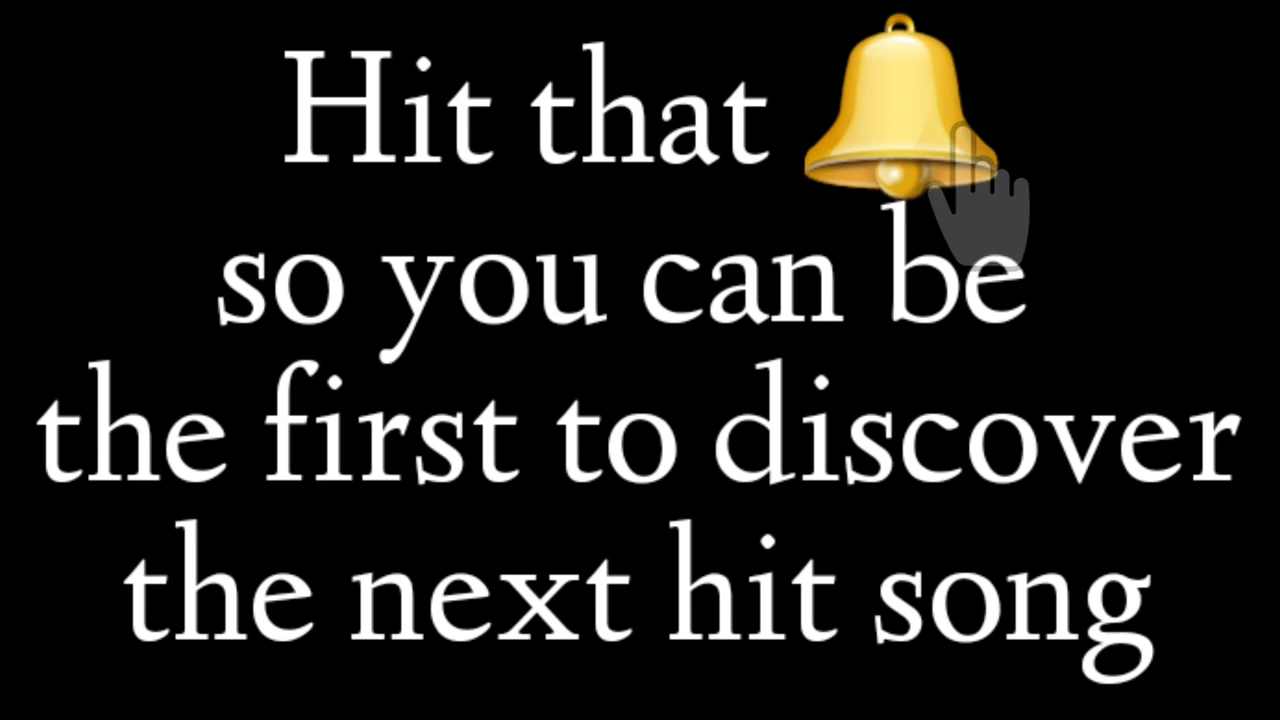 Hit that
so you can be
the first to discover
the next hit song